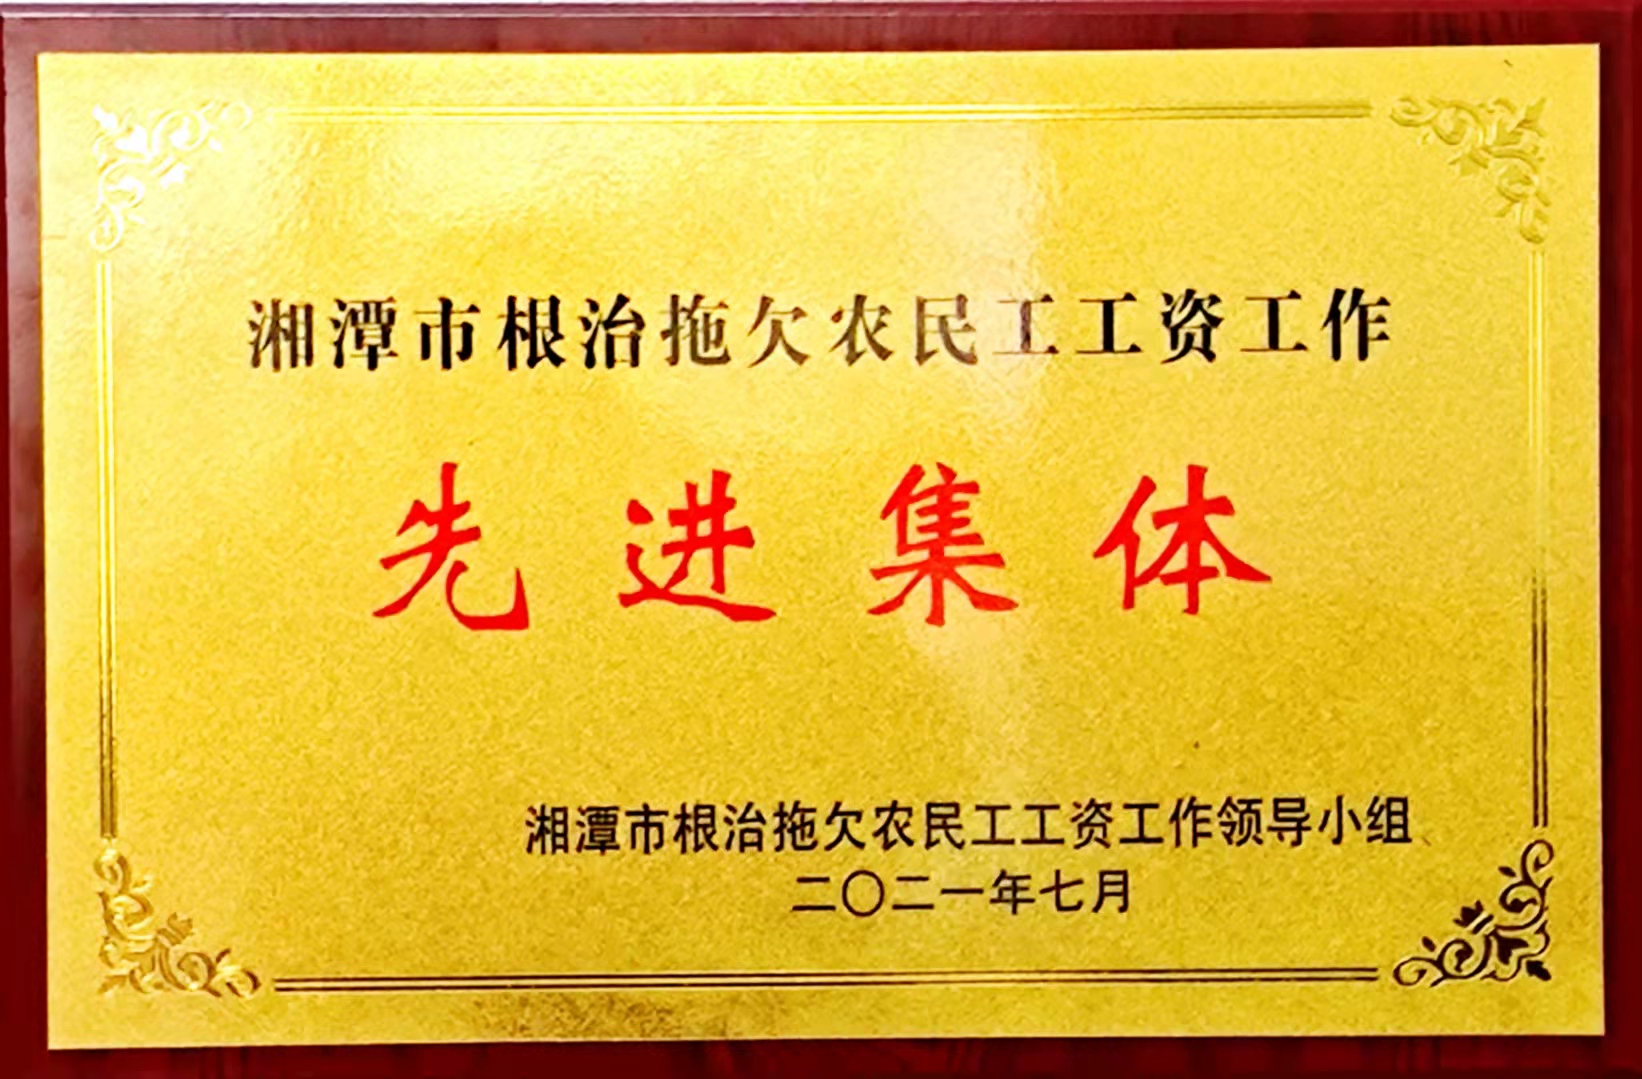 湘潭市根治拖欠农民工工资工作
先进集体
湘潭市根治拖欠农民工工资工作领导小组
二〇二一年七月